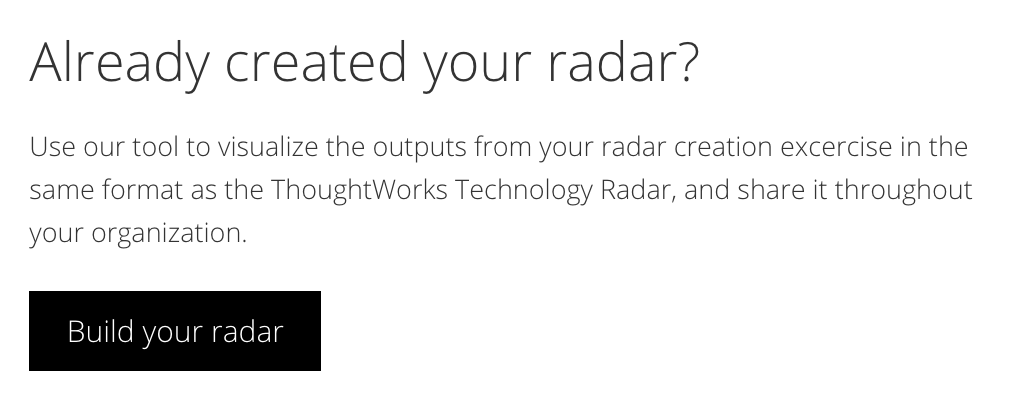 Already created your radar?
Use our tool to visualize the outputs from your radar creation excercise in the
same format as the ThoughtWorks Technology Radar, and share it throughout
your organization.
Build your radar